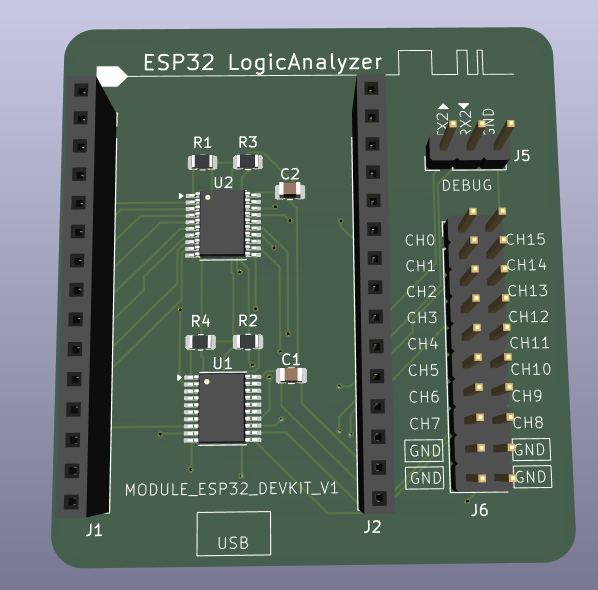 ESP32 LogicAnalyzer
TX2
RX2
GND
J5
DEBUG
R1
R3
C2
U2
R4
R2
U1
C1
CH0
CH15
CH1
CH14
CH2
CH13
CH3
CH12
CH4
CH11
CH5
CH10
CH6
CH9
CH7
CH8
GND
GND
GND
GND
J6
MODULE_ESP32_DEVKIT_V1
J1
USB
J2